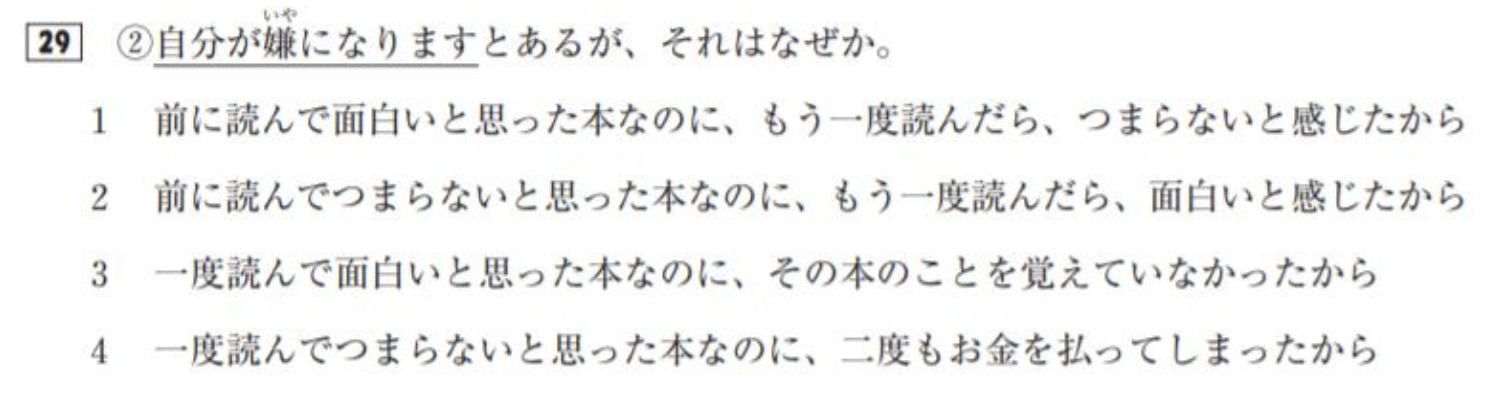 29 ②自分が嫌になりますとあるが、それはなぜか。
いや
1 前に読んで面白いと思った本なのに、もう一度読んだら、つまらないと感じたから
2 前に読んでつまらないと思った本なのに、もう一度読んだら、面白いと感じたから
3 一度読んで面白いと思った本なのに、その本のことを覚えていなかったから
4 一度読んでつまらないと思った本なのに、二度もお金を払ってしまったから